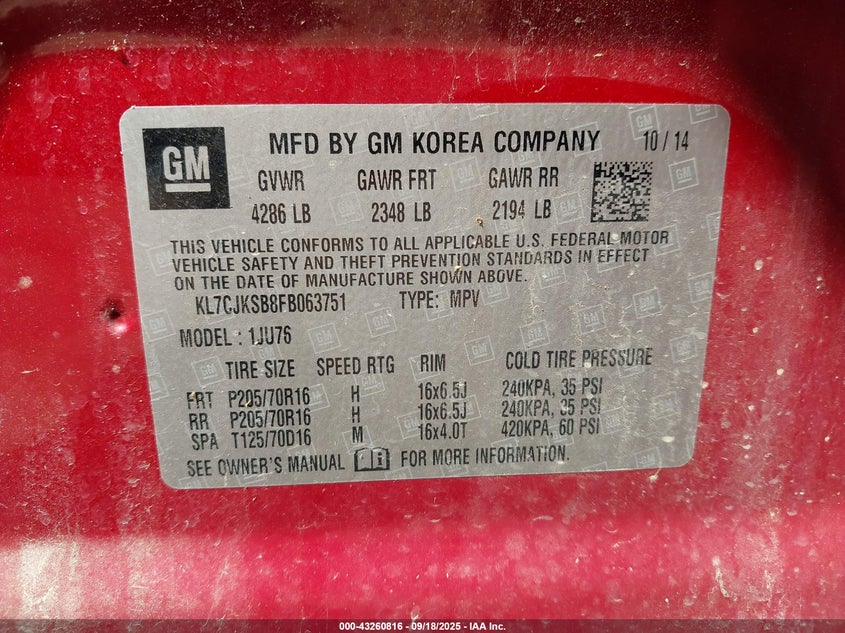 GM MFD BY GM KOREA COMPANY 10/14
GVWR GAWR FRT GAWR RR
4286 LB 2348 LB 2194 LB
THIS VEHICLE CONFORMS TO ALL APPLICABLE U.S. FEDERAL MOTOR
VEHICLE SAFETY AND THEFT PREVENTION STANDARDS IN EFFECT
ON THE DATE OF MANUFACTURE SHOWN ABOVE.
KL7CJKSB8FB063751 TYPE: MPV
MODEL: 1JU76
TIRE SIZE SPEED RTG RIM COLD TIRE PRESSURE
FRT P205/70R16 H 16x6.5J 240KPA, 35 PSI
RR P205/70R16 H 16x6.5J 240KPA, 35 PSI
SPA T125/70D16 M 16x4.0T 420KPA, 60 PSI
SEE OWNER'S MANUAL FOR MORE INFORMATION.
000-43260816 - 09/18/2025 - IAA Inc.